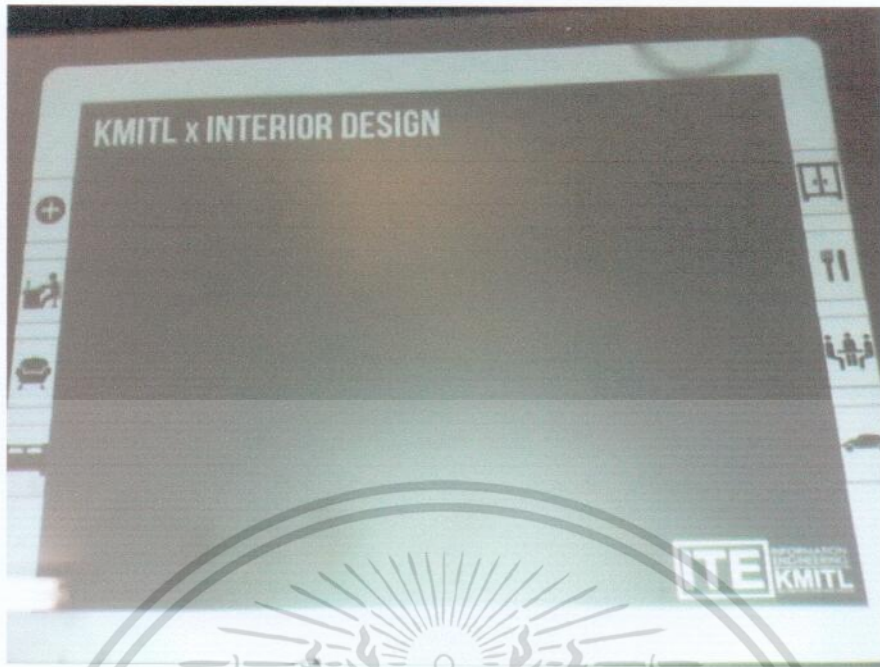 KMITL x INTERIOR DESIGN
ITE
INFORMATION
ENGINEERING
KMITL